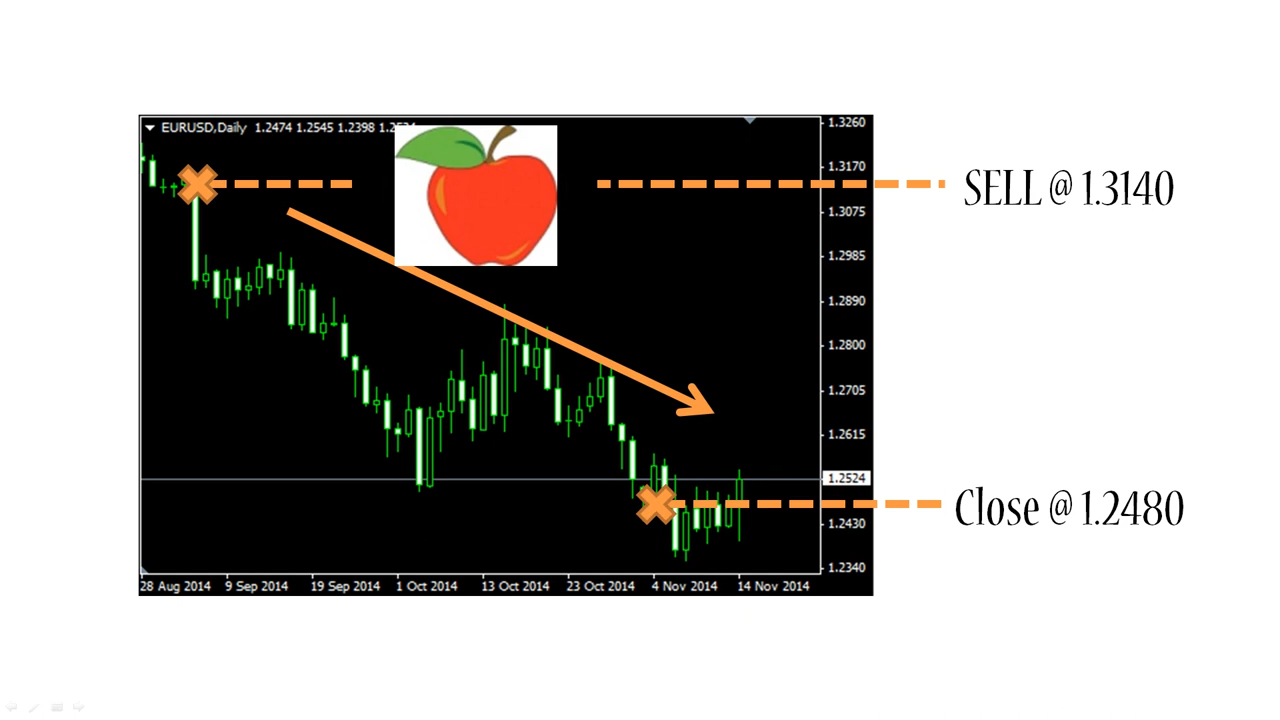 EURUSD,Daily 1.2474 1.2545 1.2398
1.3260
1.3170
SELL @ 1.3140
1.3075
1.2985
1.2890
1.2800
1.2705
1.2615
1.2524
Close @ 1.2480
1.2430
1.2340
28 Aug 2014 9 Sep 2014 19 Sep 2014 1 Oct 2014 13 Oct 2014 23 Oct 2014 4 Nov 2014 14 Nov 2014